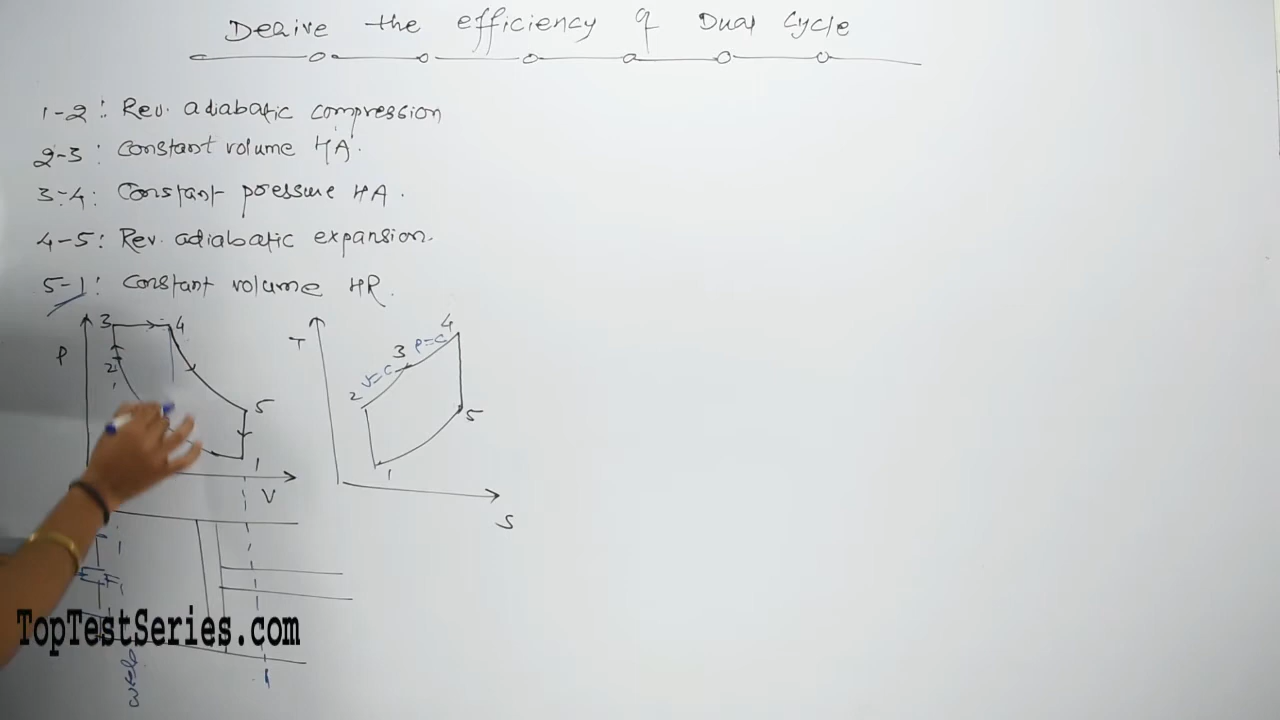 Derive the efficiency of Dual Cycle
1-2: Rev. adiabatic compression
2-3: Constant volume HA.
3-4: Constant pressure HA.
4-5: Rev. adiabatic expansion.
5-1: Constant volume HR.
3 4
P
2
5
1
V
T
4
3 P=C
V=C
2
5
1
S
TopTestSeries.com